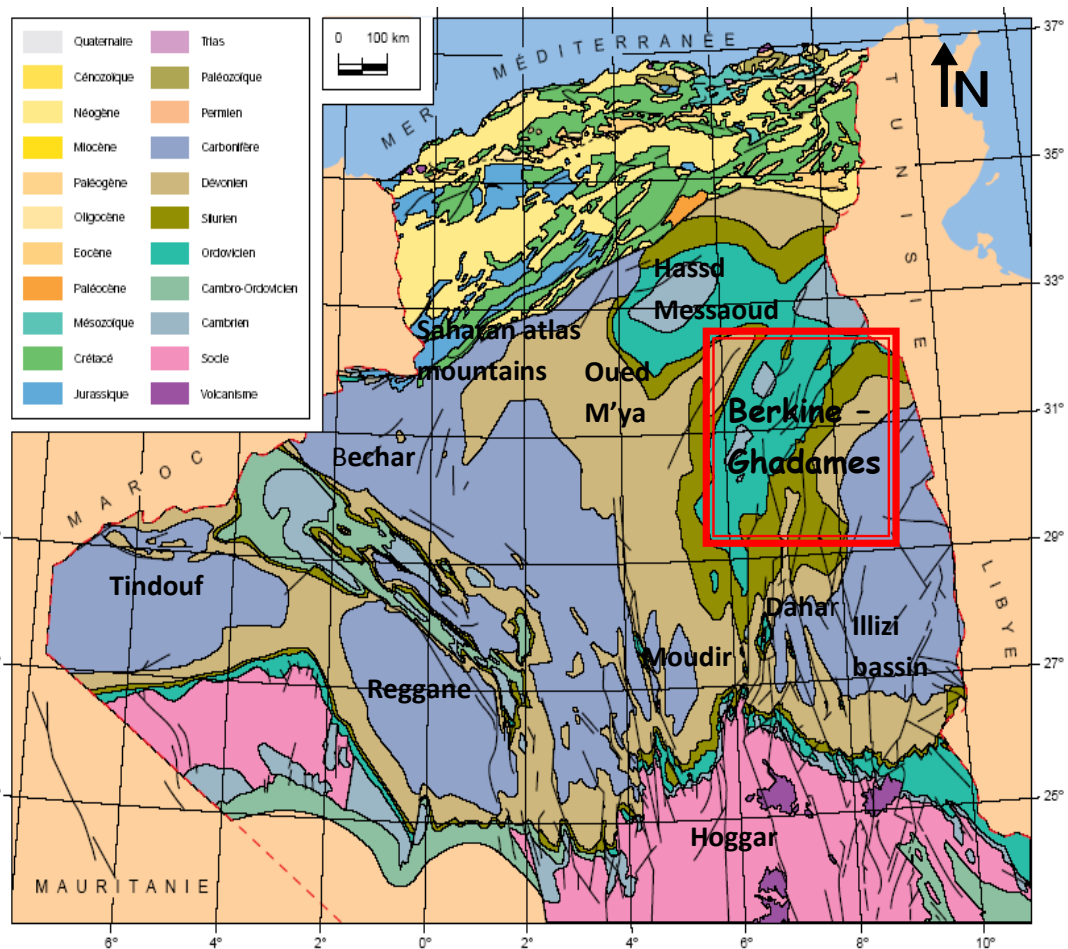 Quaternaire
Cénozoïque
Néogène
Miocène
Paléogène
Oligocène
Eocène
Paléocène
Mésozoïque
Crétacé
Jurassique
Trias
Paléozoïque
Permien
Carbonifère
Dévonien
Silurien
Ordovicien
Cambro-Ordovicien
Cambrien
Socle
Volcanisme
0 100 km
MER MÉDITERRANÉE
N
TUNISIE
37°
35°
33°
31°
29°
27°
25°
Hassd
Messaoud
Saharan atlas
mountains
Oued
M'ya
Berkine -
Ghadames
Bechar
MAROC
Tindouf
Reggane
Moudir
Dahar
Illizi
bassin
LIBYE
Hoggar
MAURITANIE
6° 4° 2° 0° 2° 4° 6° 8° 10°